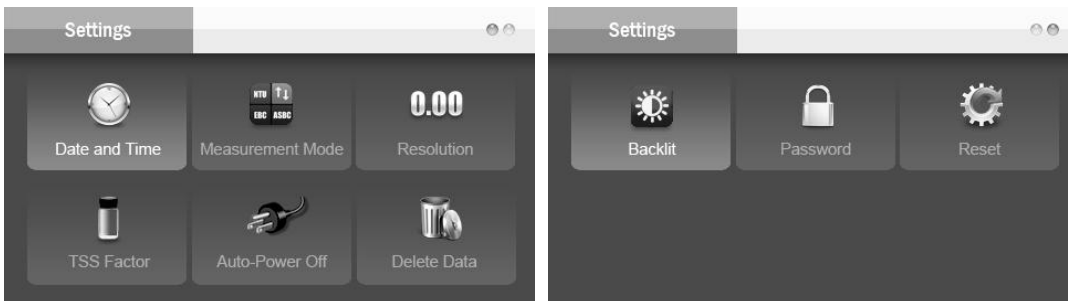 Settings
NTU
EBC ASBC
0.00
Date and Time Measurement Mode Resolution
TSS Factor Auto-Power Off Delete Data
Settings
Backlit Password Reset